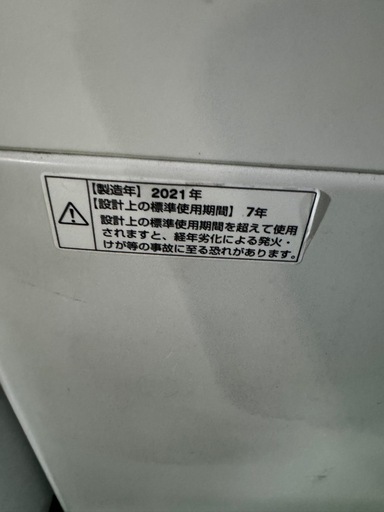 【製造年】2021年
【設計上の標準使用期間】 7年
設計上の標準使用期間を超えて使用
されますと、経年劣化による発火・
けが等の事故に至る恐れがあります。